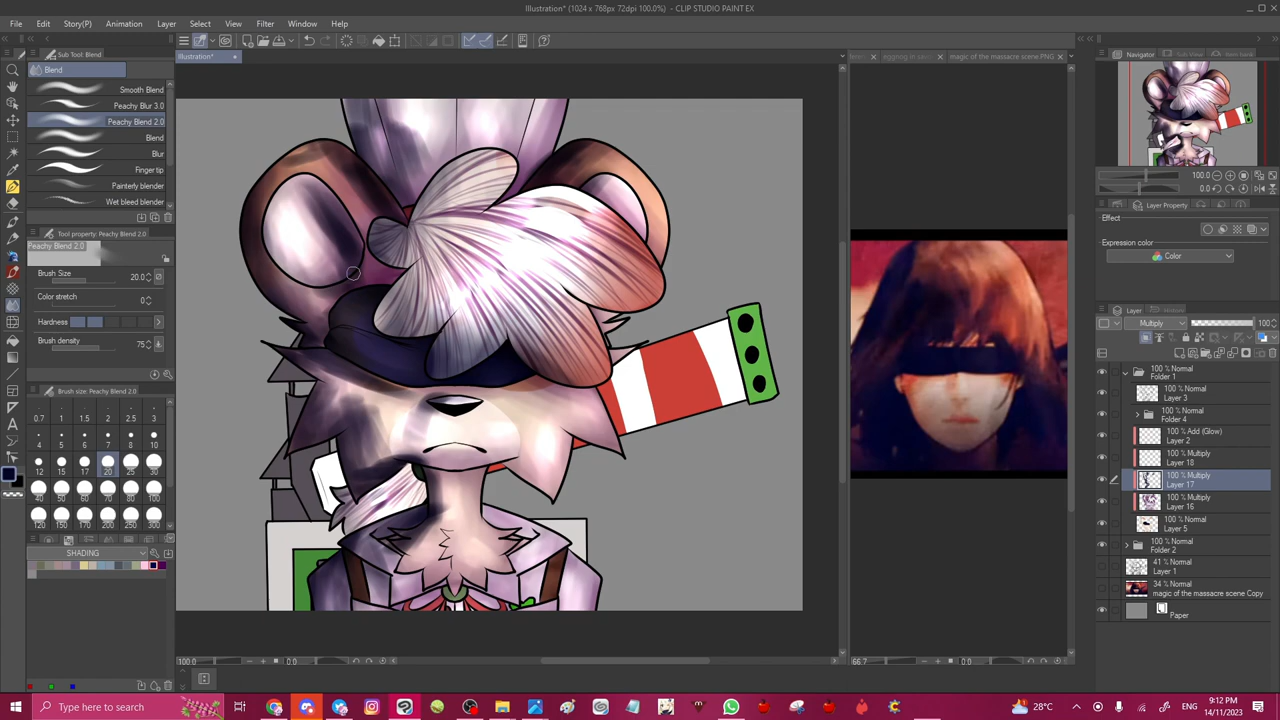 Illustration* (1024 x 768px 72dpi 100.0%) - CLIP STUDIO PAINT EX
File Edit Story(P) Animation Layer Select View Filter Window Help
Sub Tool: Blend
Blend
Smooth Blend
Peachy Blur 3.0
Peachy Blend 2.0
Blend
Blur
Finger tip
Painterly blender
Wet bleed blender
Tool property: Peachy Blend 2.0
Peachy Blend 2.0
Brush Size 20.0
Color stretch 0
Hardness
Brush density 75
Brush size: Peachy Blend 2.0
0.7 1 1.5 2 2.5 3
4 5 6 7 8 10
12 15 17 20 25 30
40 50 60 70 80 100
120 150 170 200 250 300
SHADING
Illustration*
magic of the massacre scene.PNG
100.0 0.0
66.7 0.0
Navigator Sub View Item bank
100.0
0.0
Layer Property
Effect
Expression color
Color
Layer History
Multiply 100
100 % Normal
Folder 1
100 % Normal
Layer 3
100 % Normal
Folder 4
100 % Add (Glow)
Layer 2
100 % Multiply
Layer 18
100 % Multiply
Layer 17
100 % Multiply
Layer 16
100 % Normal
Layer 5
100 % Normal
Folder 2
41 % Normal
Layer 1
34 % Normal
magic of the massacre scene Copy
Paper
Type here to search
28°C
ENG
9:12 PM
14/11/2023